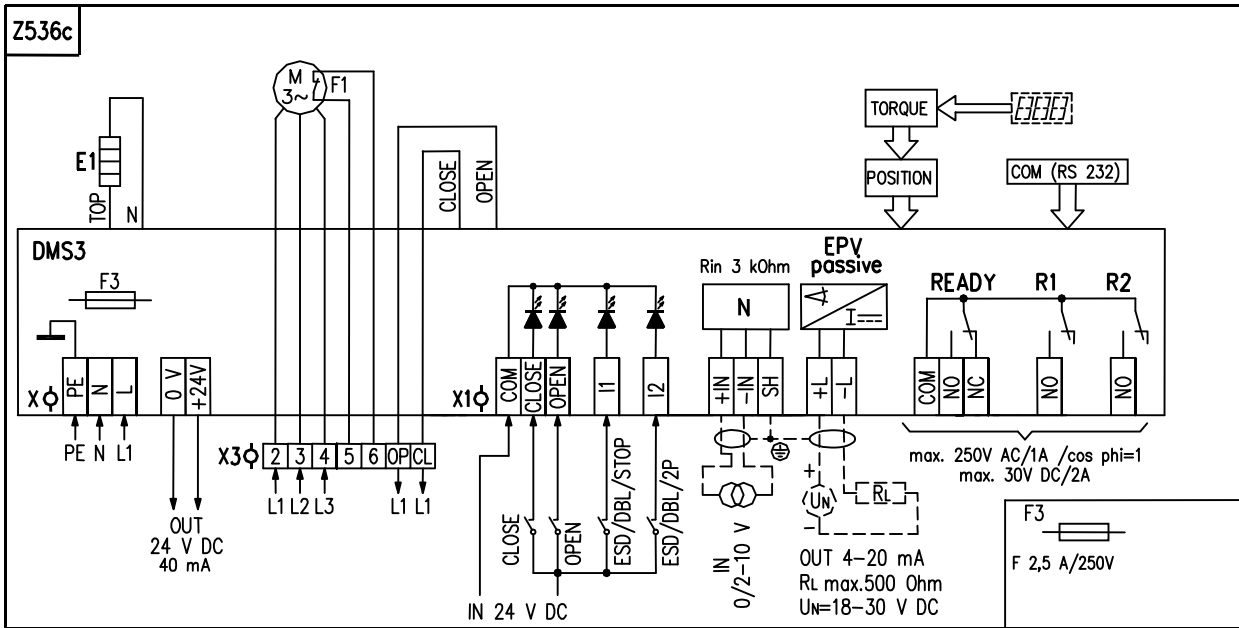 Z536c
M
3~
F1
E1
TOP
N
CLOSE
OPEN
TORQUE
POSITION
COM (RS 232)
DMS3
F3
Rin 3 kOhm
N
EPV
passive
I
READY R1 R2
X
PE N L
0 V +24V
X1
COM CLOSE OPEN I1 I2
+IN -IN SH
+L -L
COM NO NC NO NO
PE N L1
X3
2 3 4 5 6 OP CL
L1 L2 L3 L1 L1
OUT
24 V DC
40 mA
CLOSE
OPEN
ESD/DBL/STOP
ESD/DBL/2P
IN 24 V DC
IN
0/2-10 V
+
UN
-
RL
OUT 4-20 mA
RL max.500 Ohm
UN=18-30 V DC
max. 250V AC/1A /cos phi=1
max. 30V DC/2A
F3
F 2,5 A/250V